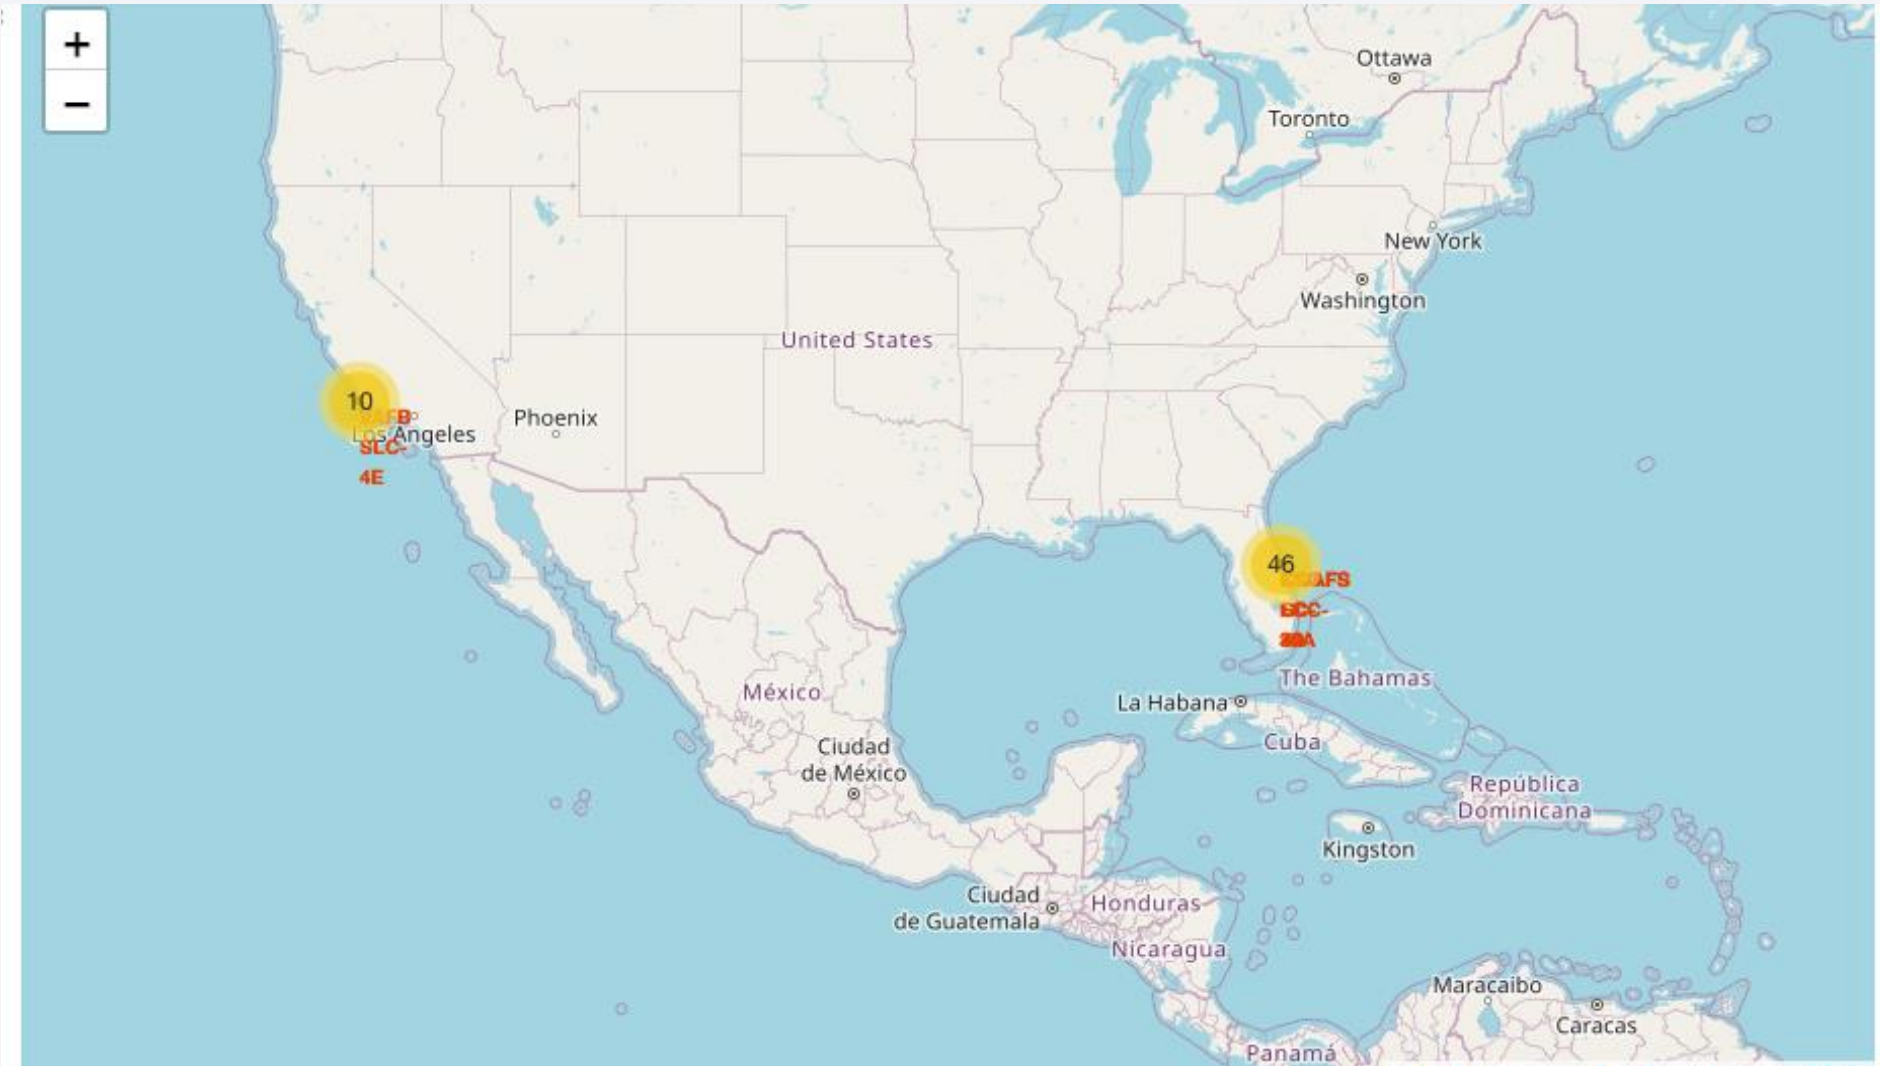 +
−
Ottawa
Toronto
New York
Washington
United States
10
Phoenix
Los Angeles
SLC-
4E
46
The Bahamas
La Habana
México
Cuba
Ciudad
de México
República
Dominicana
Kingston
Ciudad
de Guatemala
Honduras
Nicaragua
Maracaibo
Caracas
Panamá